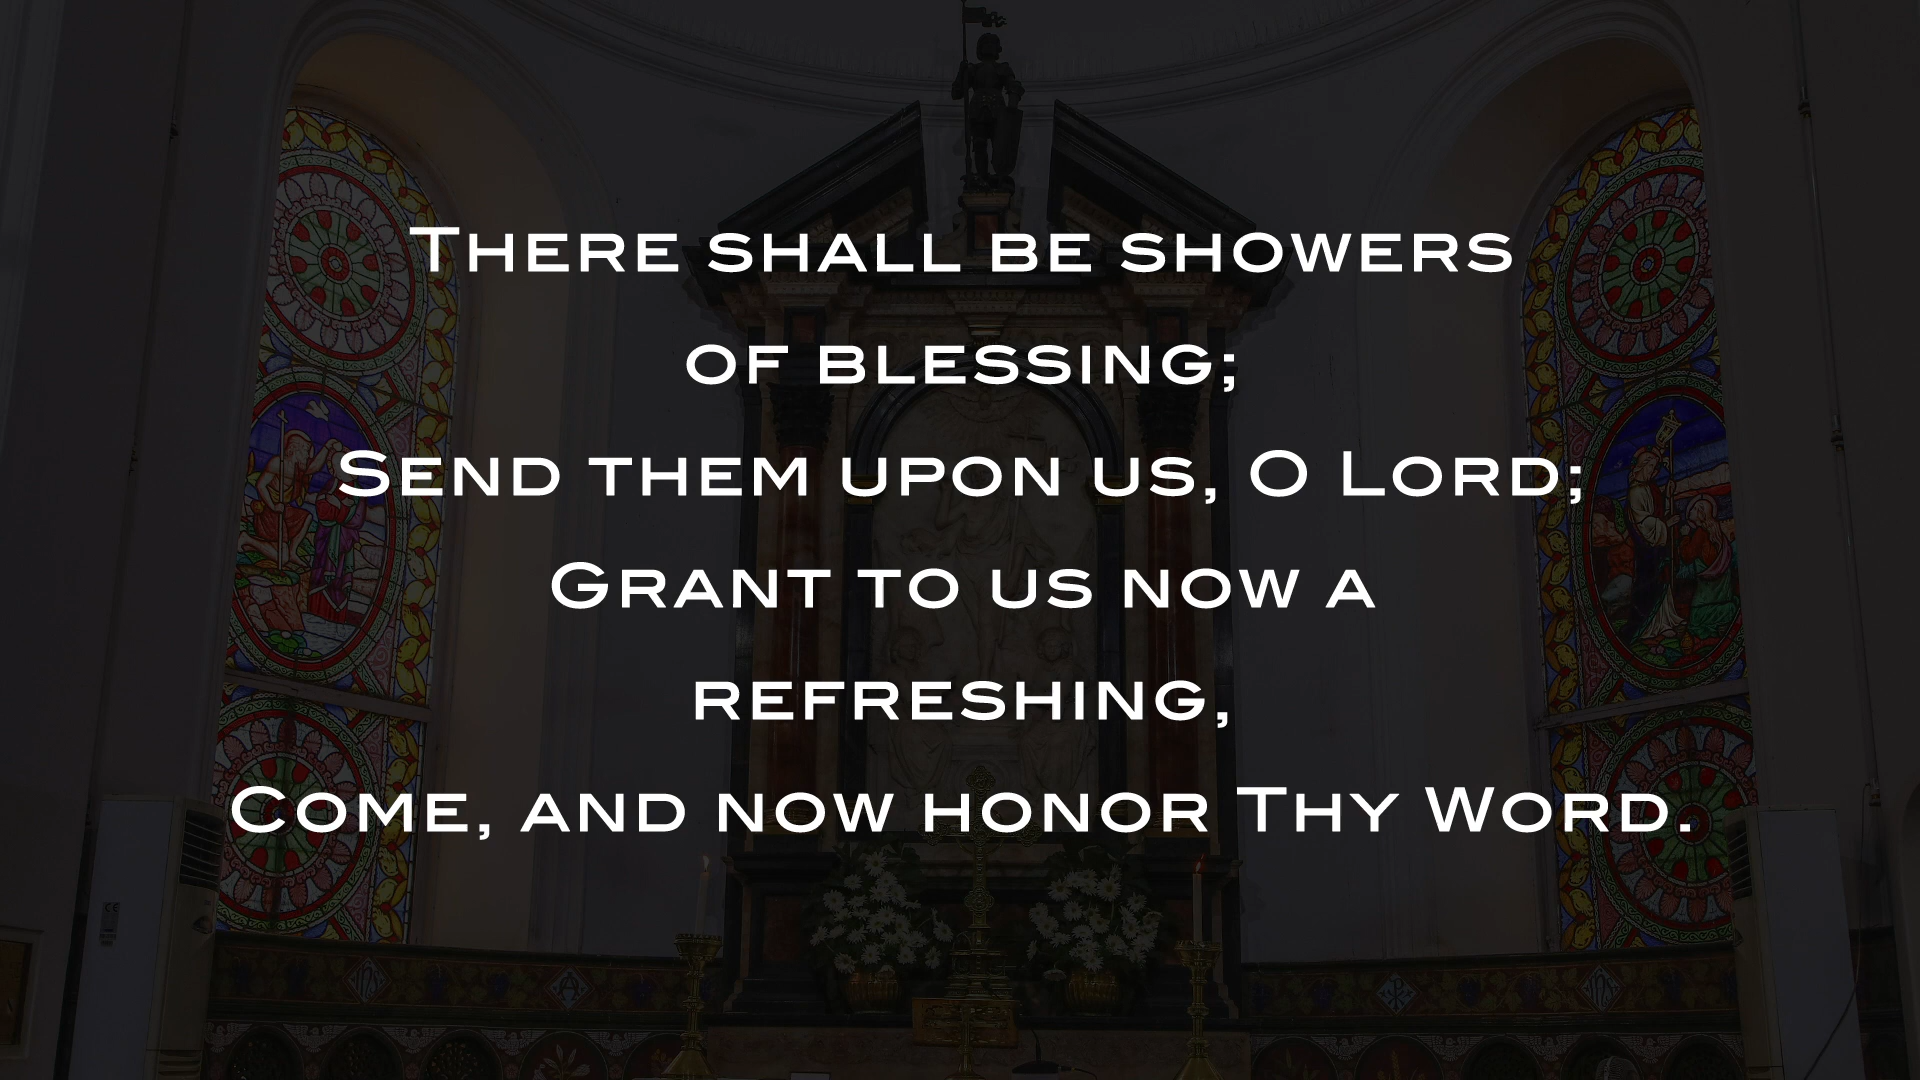 There shall be showers
of blessing;
Send them upon us, O Lord;
Grant to us now a
refreshing,
Come, and now honor Thy Word.